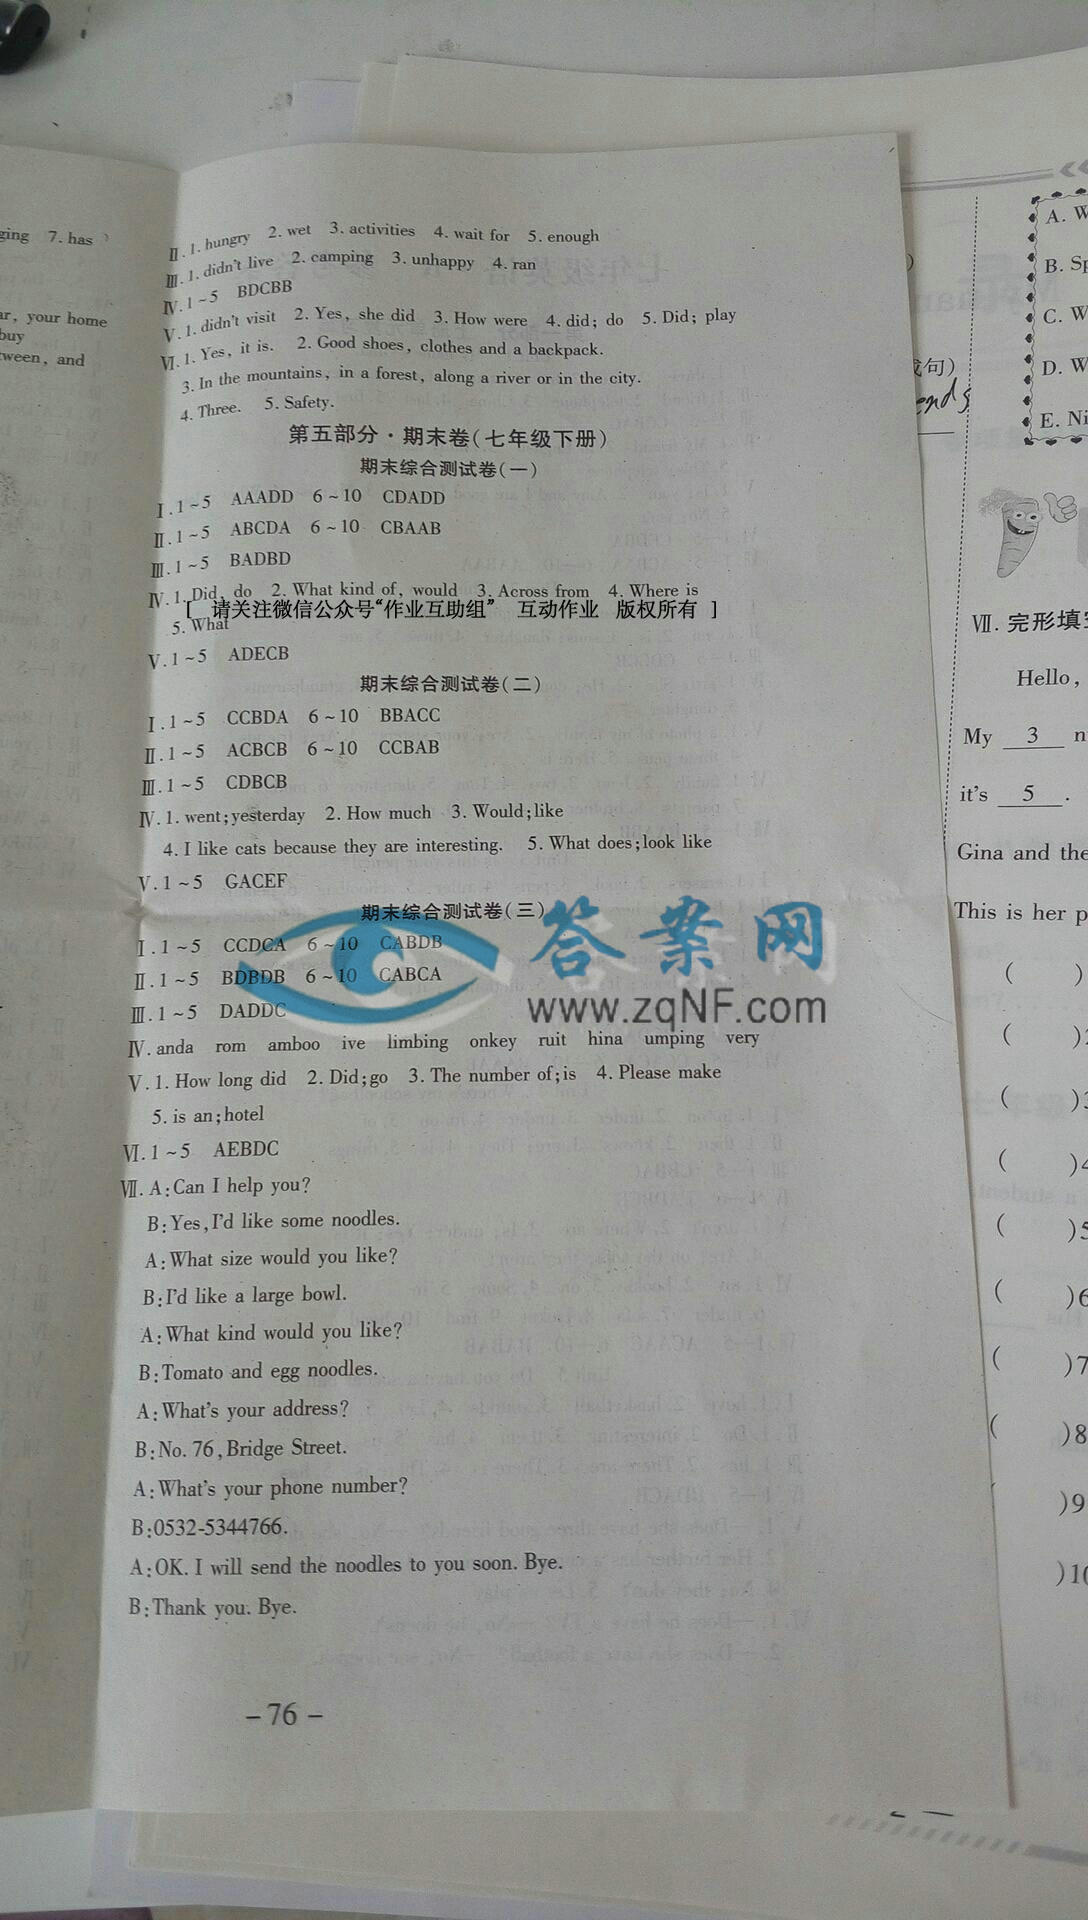 ging 7. has
ar, your home
buy
tween, and
Ⅱ.1. hungry 2. wet 3. activities 4. wait for 5. enough
Ⅲ.1. didn't live 2. camping 3. unhappy 4. ran
Ⅳ.1~5 BDCBB
Ⅴ.1. didn't visit 2. Yes, she did 3. How were 4. did; do 5. Did; play
Ⅵ.1. Yes, it is. 2. Good shoes, clothes and a backpack.
3. In the mountains, in a forest, along a river or in the city.
4. Three. 5. Safety.
第五部分·期末卷(七年级下册)
期末综合测试卷(一)
Ⅰ.1~5 AAADD 6~10 CDADD
Ⅱ.1~5 ABCDA 6~10 CBAAB
Ⅲ.1~5 BADBD
Ⅳ.1. Did, do 2. What kind of, would 3. Across from 4. Where is
[ 请关注微信公众号“作业互助组” 互动作业 版权所有 ]
5. What
Ⅴ.1~5 ADECB
期末综合测试卷(二)
Ⅰ.1~5 CCBDA 6~10 BBACC
Ⅱ.1~5 ACBCB 6~10 CCBAB
Ⅲ.1~5 CDBCB
Ⅳ.1. went;yesterday 2. How much 3. Would;like
4. I like cats because they are interesting. 5. What does;look like
Ⅴ.1~5 GACEF
期末综合测试卷(三)
Ⅰ.1~5 CCDCA 6~10 CABDB
Ⅱ.1~5 BDBDB 6~10 CABCA
Ⅲ.1~5 DADDC
答案网
www.zqNF.com
Ⅳ. anda rom amboo ive limbing onkey ruit hina umping very
Ⅴ.1. How long did 2. Did;go 3. The number of;is 4. Please make
5. is an;hotel
Ⅵ.1~5 AEBDC
Ⅶ. A:Can I help you?
B:Yes,I'd like some noodles.
A:What size would you like?
B:I'd like a large bowl.
A:What kind would you like?
B:Tomato and egg noodles.
A:What's your address?
B:No. 76,Bridge Street.
A:What's your phone number?
B:0532-5344766.
A:OK. I will send the noodles to you soon. Bye.
B:Thank you. Bye.
-76-
A. W
B. Sp
C. W
D. W
E. Ni
句)
ends
Ⅶ. 完形填空
Hello,
My 3 n
it's 5 .
Gina and the
This is her p
( )
( )2
( )3
( )4
( )5
( )6
( )7
( )8
)9
)10